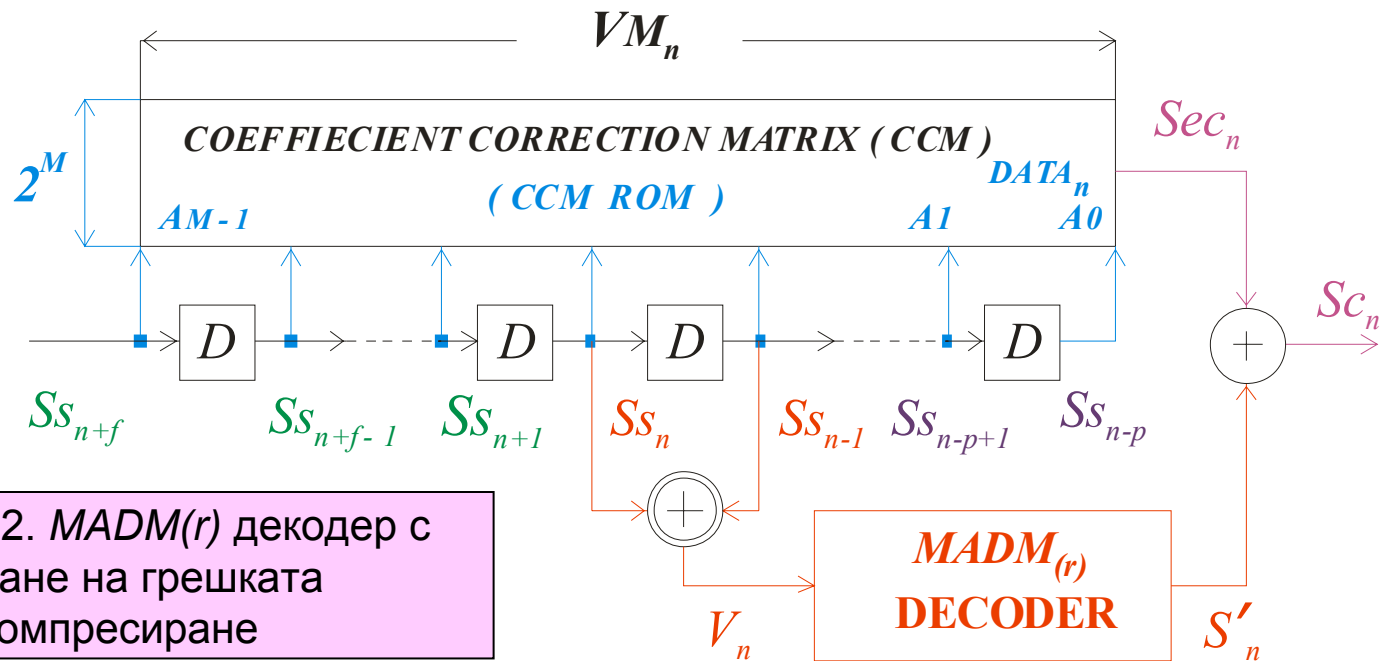 VMₙ
COEFFIECIENT CORRECTION MATRIX ( CCM )
Secₙ
2ᴹ
DATAₙ
( CCM ROM )
AM-1 A1 A0
Scₙ
D D D D
+
Ssₙ₊f Ssₙ₊f-1 Ssₙ₊₁ Ssₙ Ssₙ₋₁ Ssₙ₋ₚ₊₁ Ssₙ₋ₚ
+
2. MADM(r) декодер с
ане на грешката
омпресиране
MADM(r)
DECODER
Vₙ S′ₙ